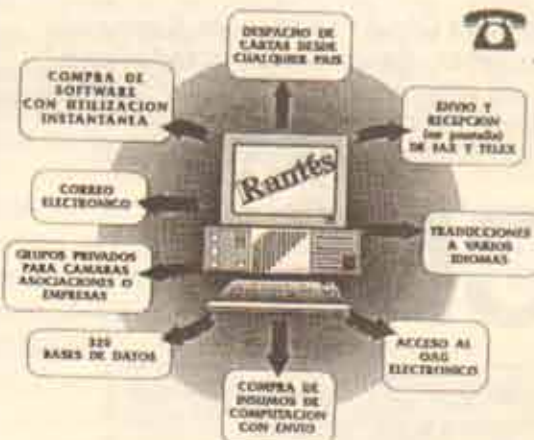 DESPACHO DE
CARTAS DESDE
CUALQUIER PAIS
COMPRA DE
SOFTWARE
CON UTILIZACION
INSTANTANEA
ENVIO Y
RECEPCION
(en pantalla)
DE FAX Y TELEX
Rantés
CORREO
ELECTRONICO
TRADUCCIONES
A VARIOS
IDIOMAS
GRUPOS PRIVADOS
PARA CAMARAS
ASOCIACIONES O
EMPRESAS
320
BASES DE DATOS
ACCESO AL
OAG
ELECTRONICO
COMPRA DE
INSUMOS DE
COMPUTACION
CON ENVIO